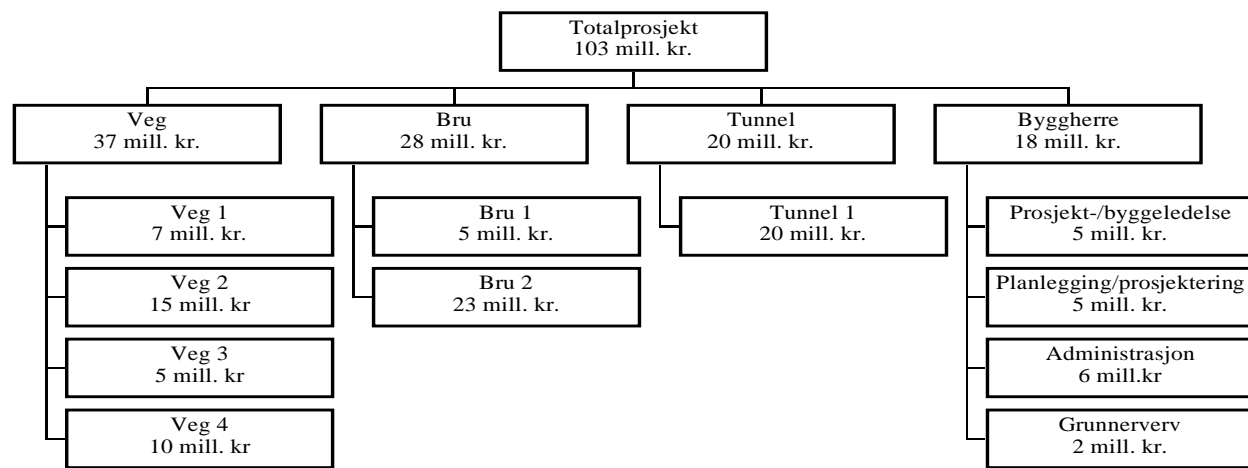 Totalprosjekt
103 mill. kr.
Veg
37 mill. kr.
Bru
28 mill. kr.
Tunnel
20 mill. kr.
Byggherre
18 mill. kr.
Veg 1
7 mill. kr.
Veg 2
15 mill. kr
Veg 3
5 mill. kr
Veg 4
10 mill. kr
Bru 1
5 mill. kr.
Bru 2
23 mill. kr.
Tunnel 1
20 mill. kr.
Prosjekt-/byggeledelse
5 mill. kr.
Planlegging/prosjektering
5 mill. kr.
Administrasjon
6 mill.kr
Grunnerverv
2 mill. kr.